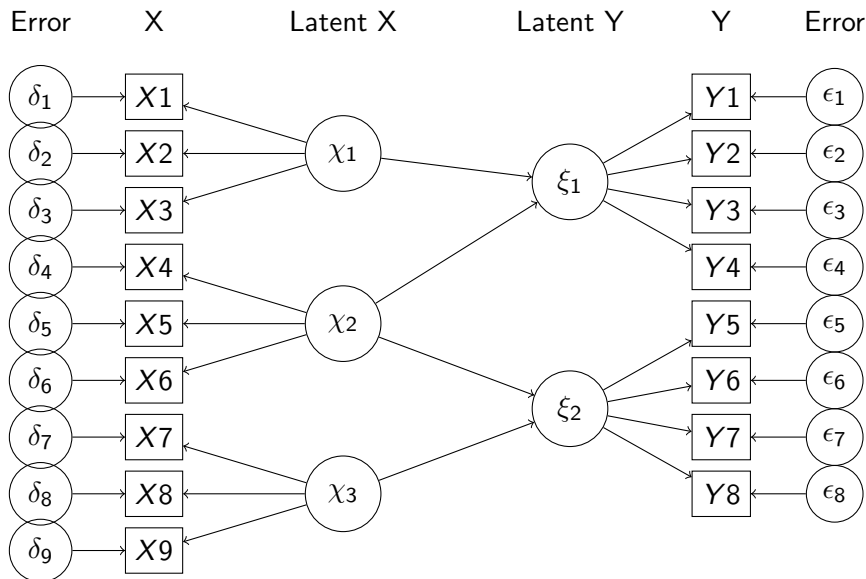 Error X Latent X Latent Y Y Error
δ1 X1 Y1 ϵ1
δ2 X2 χ1 Y2 ϵ2
ξ1
δ3 X3 Y3 ϵ3
δ4 X4 Y4 ϵ4
δ5 X5 χ2 Y5 ϵ5
δ6 X6 Y6 ϵ6
ξ2
δ7 X7 Y7 ϵ7
δ8 X8 χ3 Y8 ϵ8
δ9 X9